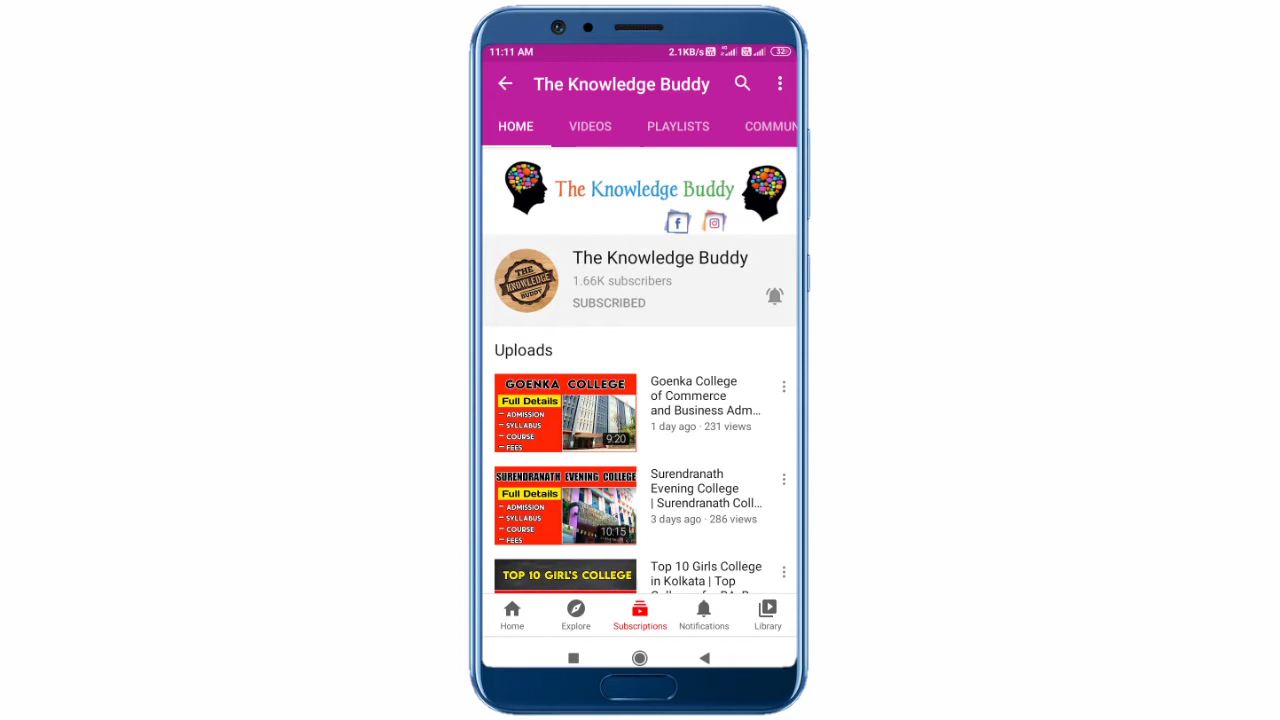 11:11 AM
2.1KB/s
32
The Knowledge Buddy
HOME
VIDEOS
PLAYLISTS
COMMUN
The Knowledge Buddy
THE
KNOWLEDGE
BUDDY
The Knowledge Buddy
1.66K subscribers
SUBSCRIBED
Uploads
GOENKA COLLEGE
Full Details
– ADMISSION
– SYLLABUS
– COURSE
– FEES
9:20
Goenka College
of Commerce
and Business Adm...
1 day ago · 231 views
SURENDRANATH EVENING COLLEGE
Full Details
– ADMISSION
– SYLLABUS
– COURSE
– FEES
10:15
Surendranath
Evening College
| Surendranath Coll...
3 days ago · 286 views
TOP 10 GIRL'S COLLEGE
Top 10 Girls College
in Kolkata | Top
Home
Explore
Subscriptions
Notifications
Library